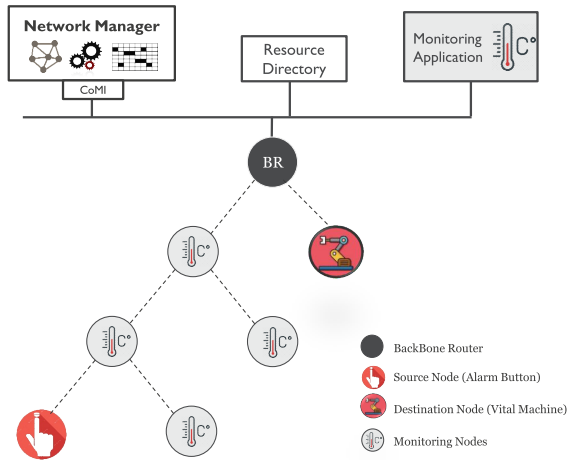 Network Manager
CoMI
Resource
Directory
Monitoring
Application
C°
BR
C°
C°
C°
C°
BackBone Router
Source Node (Alarm Button)
Destination Node (Vital Machine)
C° Monitoring Nodes